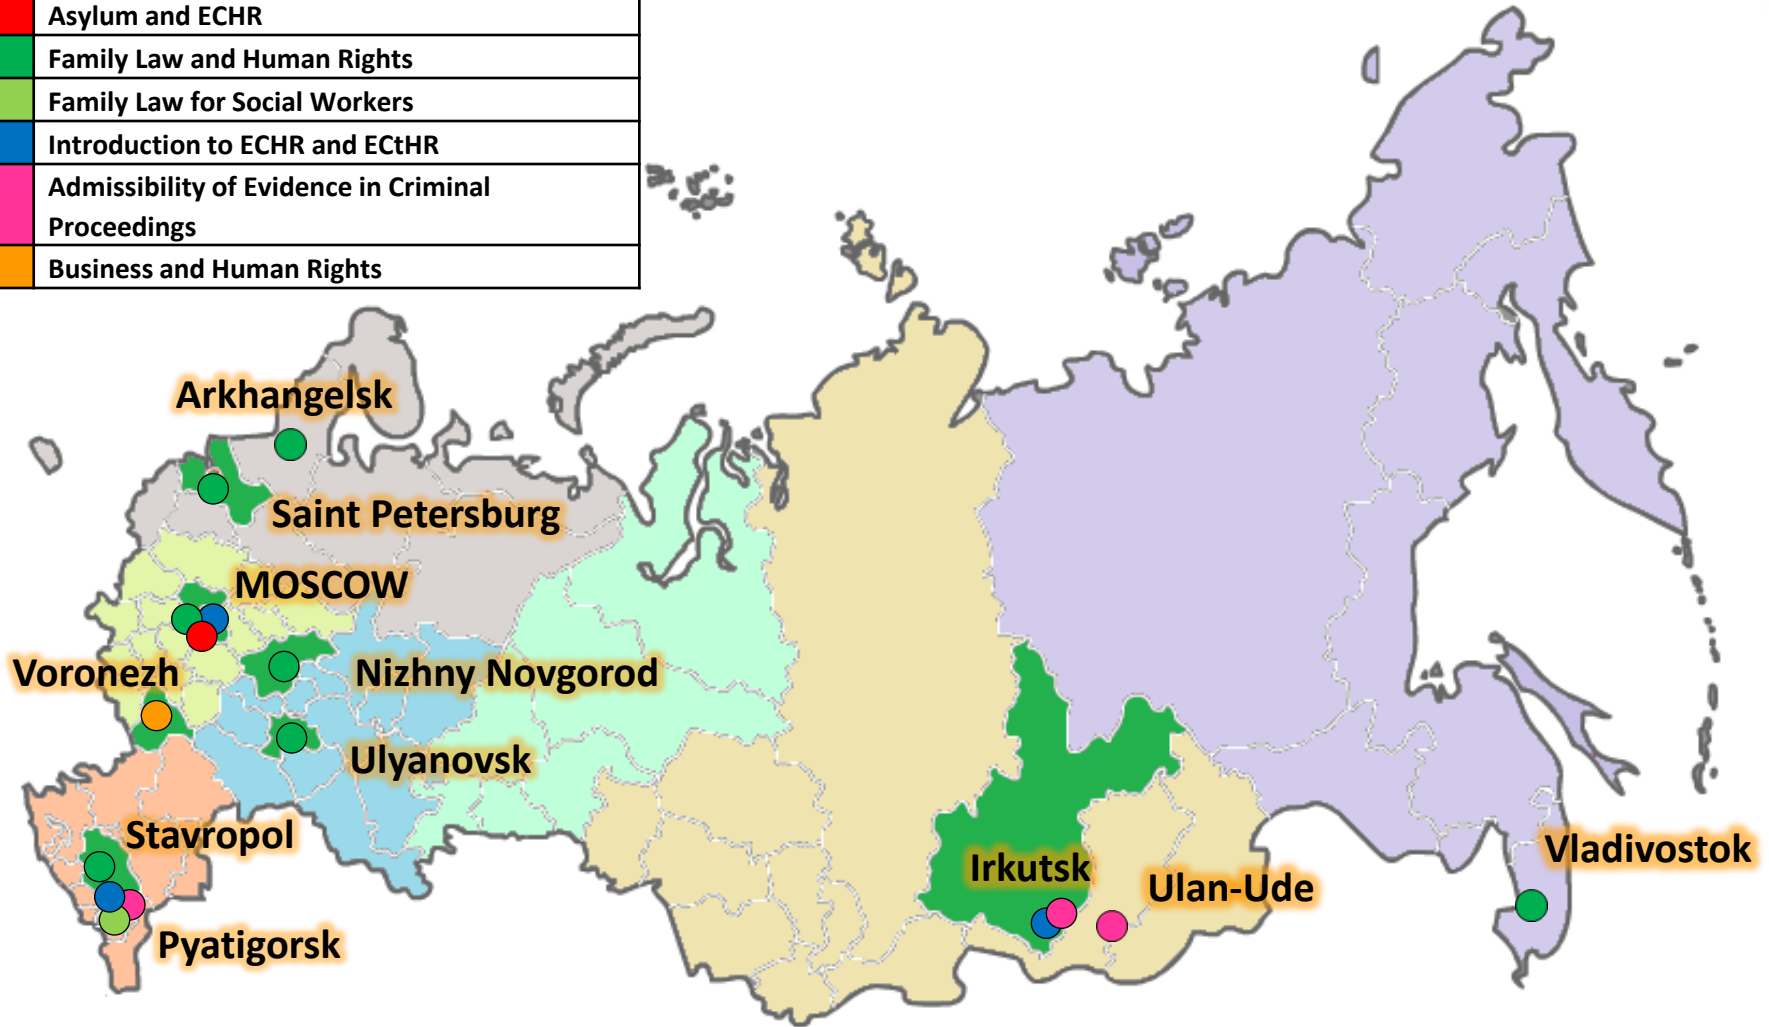 Asylum and ECHR
Family Law and Human Rights
Family Law for Social Workers
Introduction to ECHR and ECtHR
Admissibility of Evidence in Criminal
Proceedings
Business and Human Rights
Arkhangelsk
Saint Petersburg
MOSCOW
Voronezh
Nizhny Novgorod
Ulyanovsk
Stavropol
Pyatigorsk
Irkutsk
Ulan-Ude
Vladivostok